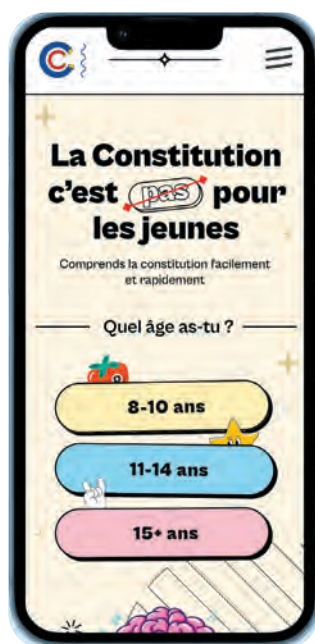 La Constitution
c’est pas pour
les jeunes
Comprends la constitution facilement
et rapidement
Quel âge as-tu ?
8-10 ans
11-14 ans
15+ ans